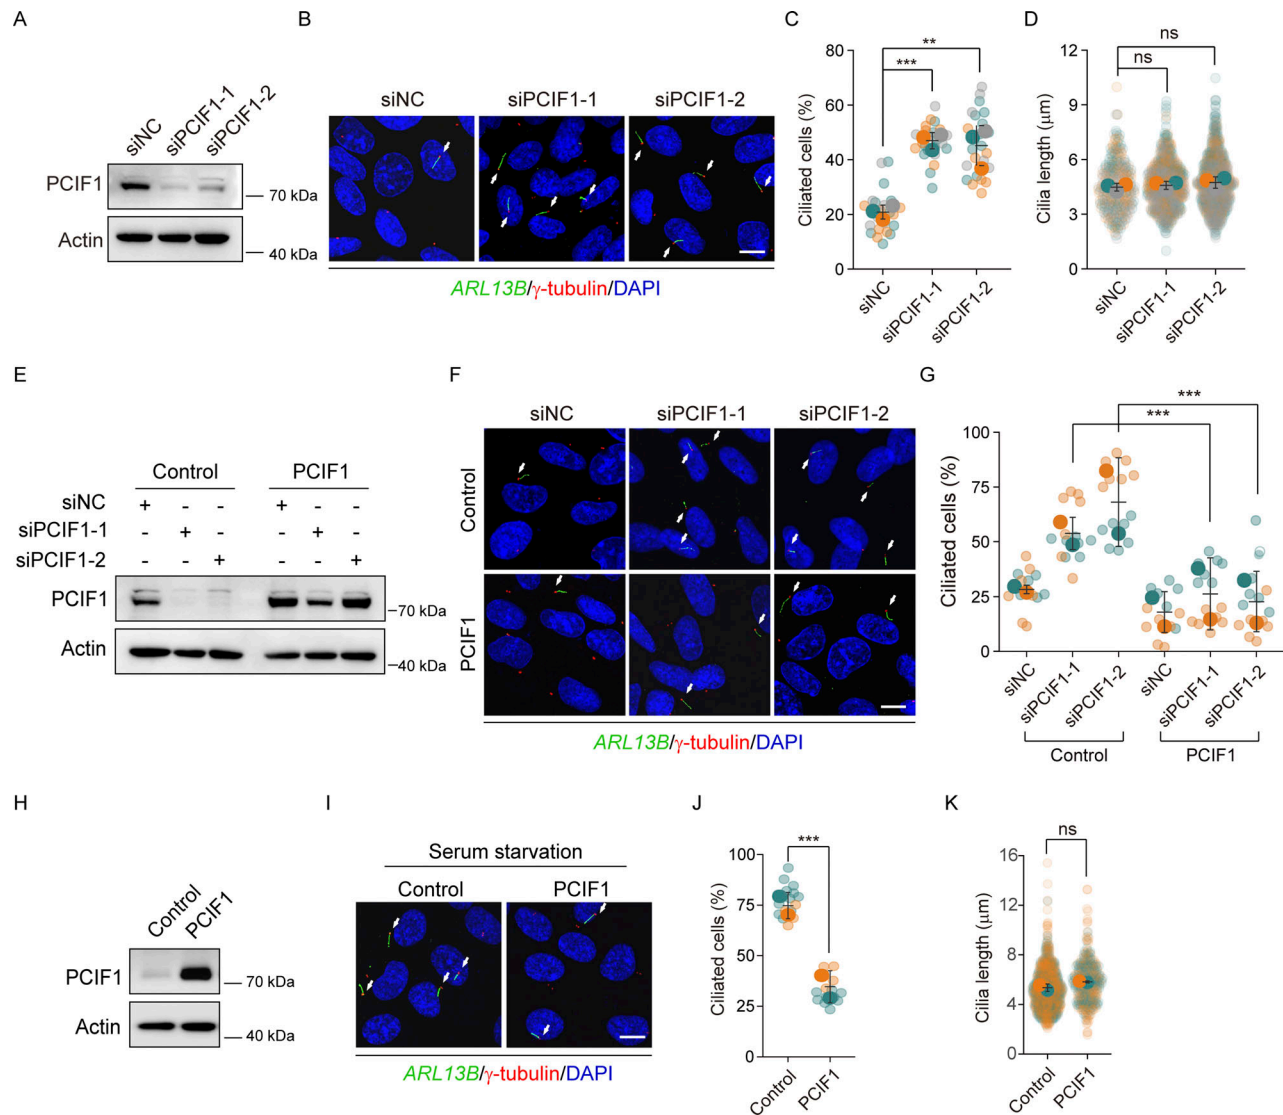 A
siNC
siPCIF1-1
siPCIF1-2
PCIF1
70 kDa
Actin
40 kDa
B
siNC siPCIF1-1 siPCIF1-2
ARL13B/γ-tubulin/DAPI
C
Ciliated cells (%)
80
60
40
20
0
**
***
siNC
siPCIF1-1
siPCIF1-2
D
Cilia length (μm)
12
9
6
3
0
ns
ns
siNC
siPCIF1-1
siPCIF1-2
E
Control PCIF1
siNC + - - + - -
siPCIF1-1 - + - - + -
siPCIF1-2 - - + - - +
PCIF1
70 kDa
Actin
40 kDa
F
siNC siPCIF1-1 siPCIF1-2
Control
PCIF1
ARL13B/γ-tubulin/DAPI
G
Ciliated cells (%)
100
75
50
25
0
***
***
siNC
siPCIF1-1
siPCIF1-2
siNC
siPCIF1-1
siPCIF1-2
Control PCIF1
H
Control
PCIF1
PCIF1
70 kDa
Actin
40 kDa
I
Serum starvation
Control PCIF1
ARL13B/γ-tubulin/DAPI
J
Ciliated cells (%)
100
75
50
25
0
***
Control
PCIF1
K
Cilia length (μm)
16
12
8
4
0
ns
Control
PCIF1